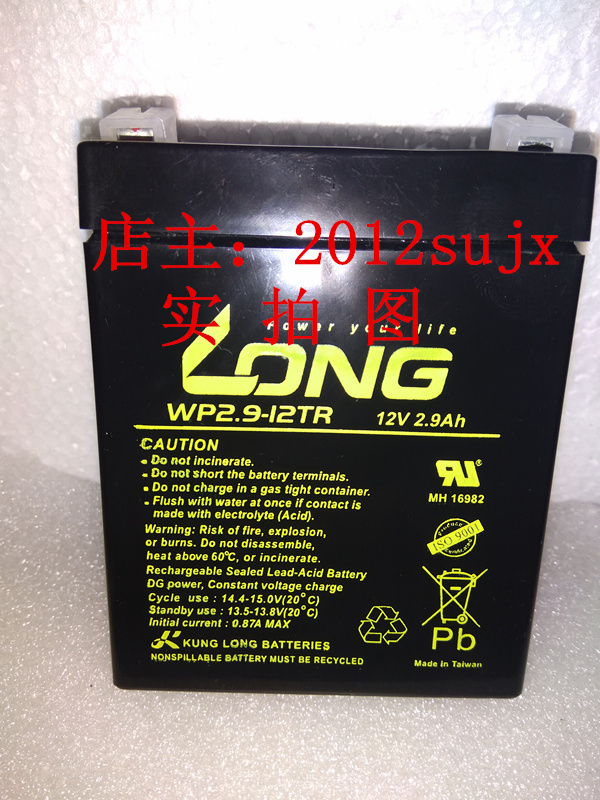 店主：2012sujx
实拍图
Power your life
LONG
WP2.9-12TR 12V 2.9Ah
CAUTION
Do not incinerate.
Do not short the battery terminals.
Do not charge in a gas tight container.
Flush with water at once if contact is
made with electrolyte (Acid).
Warning: Risk of fire, explosion,
or burns. Do not disassemble,
heat above 60°C, or incinerate.
Rechargeable Sealed Lead-Acid Battery
DG power, Constant voltage charge
Cycle use : 14.4-15.0V(20°C)
Standby use : 13.5-13.8V(20°C)
Initial current : 0.87A MAX
KUNG LONG BATTERIES
NONSPILLABLE BATTERY MUST BE RECYCLED
RU®
MH 16982
ISO 9001
Pb
Made in Taiwan